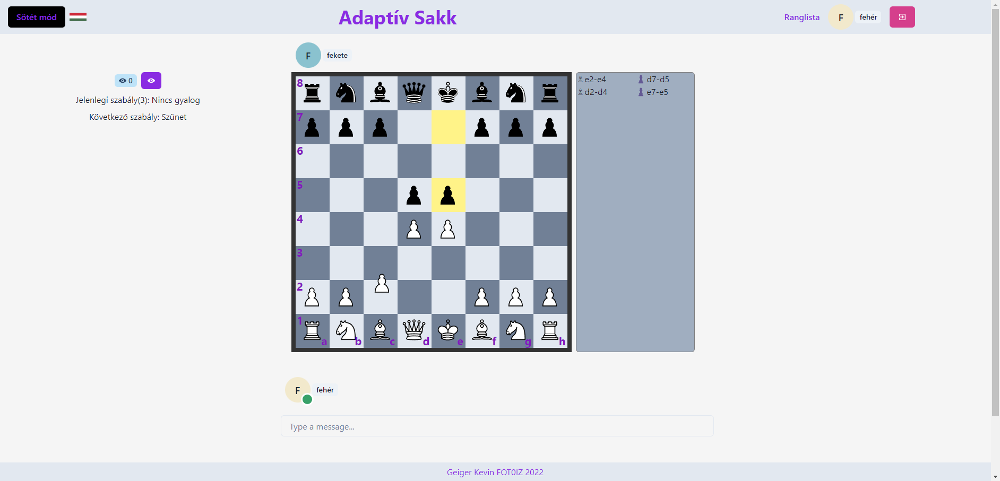 Sötét mód
Adaptív Sakk
Ranglista
F
fehér
F
fekete
0
Jelenlegi szabály(3): Nincs gyalog
Következő szabály: Szünet
8
7
6
5
4
3
2
1
a b c d e f g h
e2-e4 d7-d5
d2-d4 e7-e5
F
fehér
Type a message...
Geiger Kevin FOT0IZ 2022